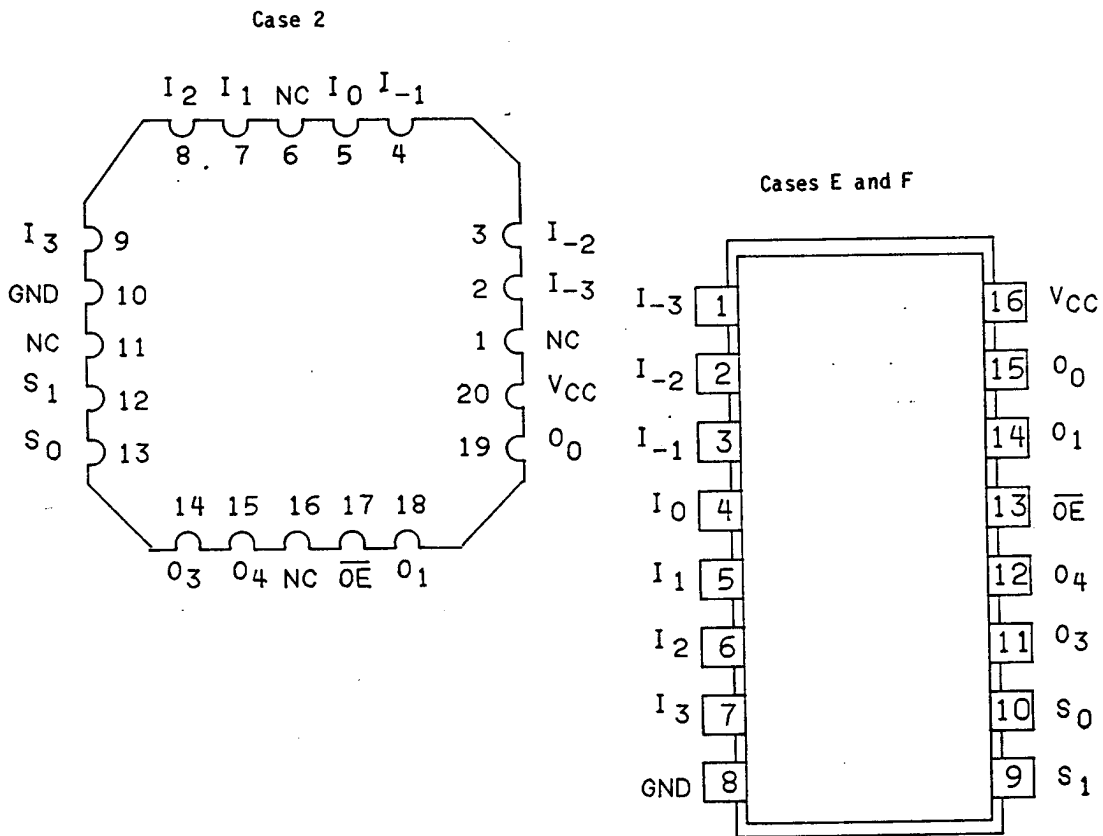 Case 2
I2 I1 NC I0 I-1
8 7 6 5 4
I3 9
GND 10
NC 11
S1 12
S0 13
3 I-2
2 I-3
1 NC
20 VCC
19 O0
14 15 16 17 18
O3 O4 NC OE O1
Cases E and F
I-3 1 16 VCC
I-2 2 15 O0
I-1 3 14 O1
I0 4 13 OE
I1 5 12 O4
I2 6 11 O3
I3 7 10 S0
GND 8 9 S1